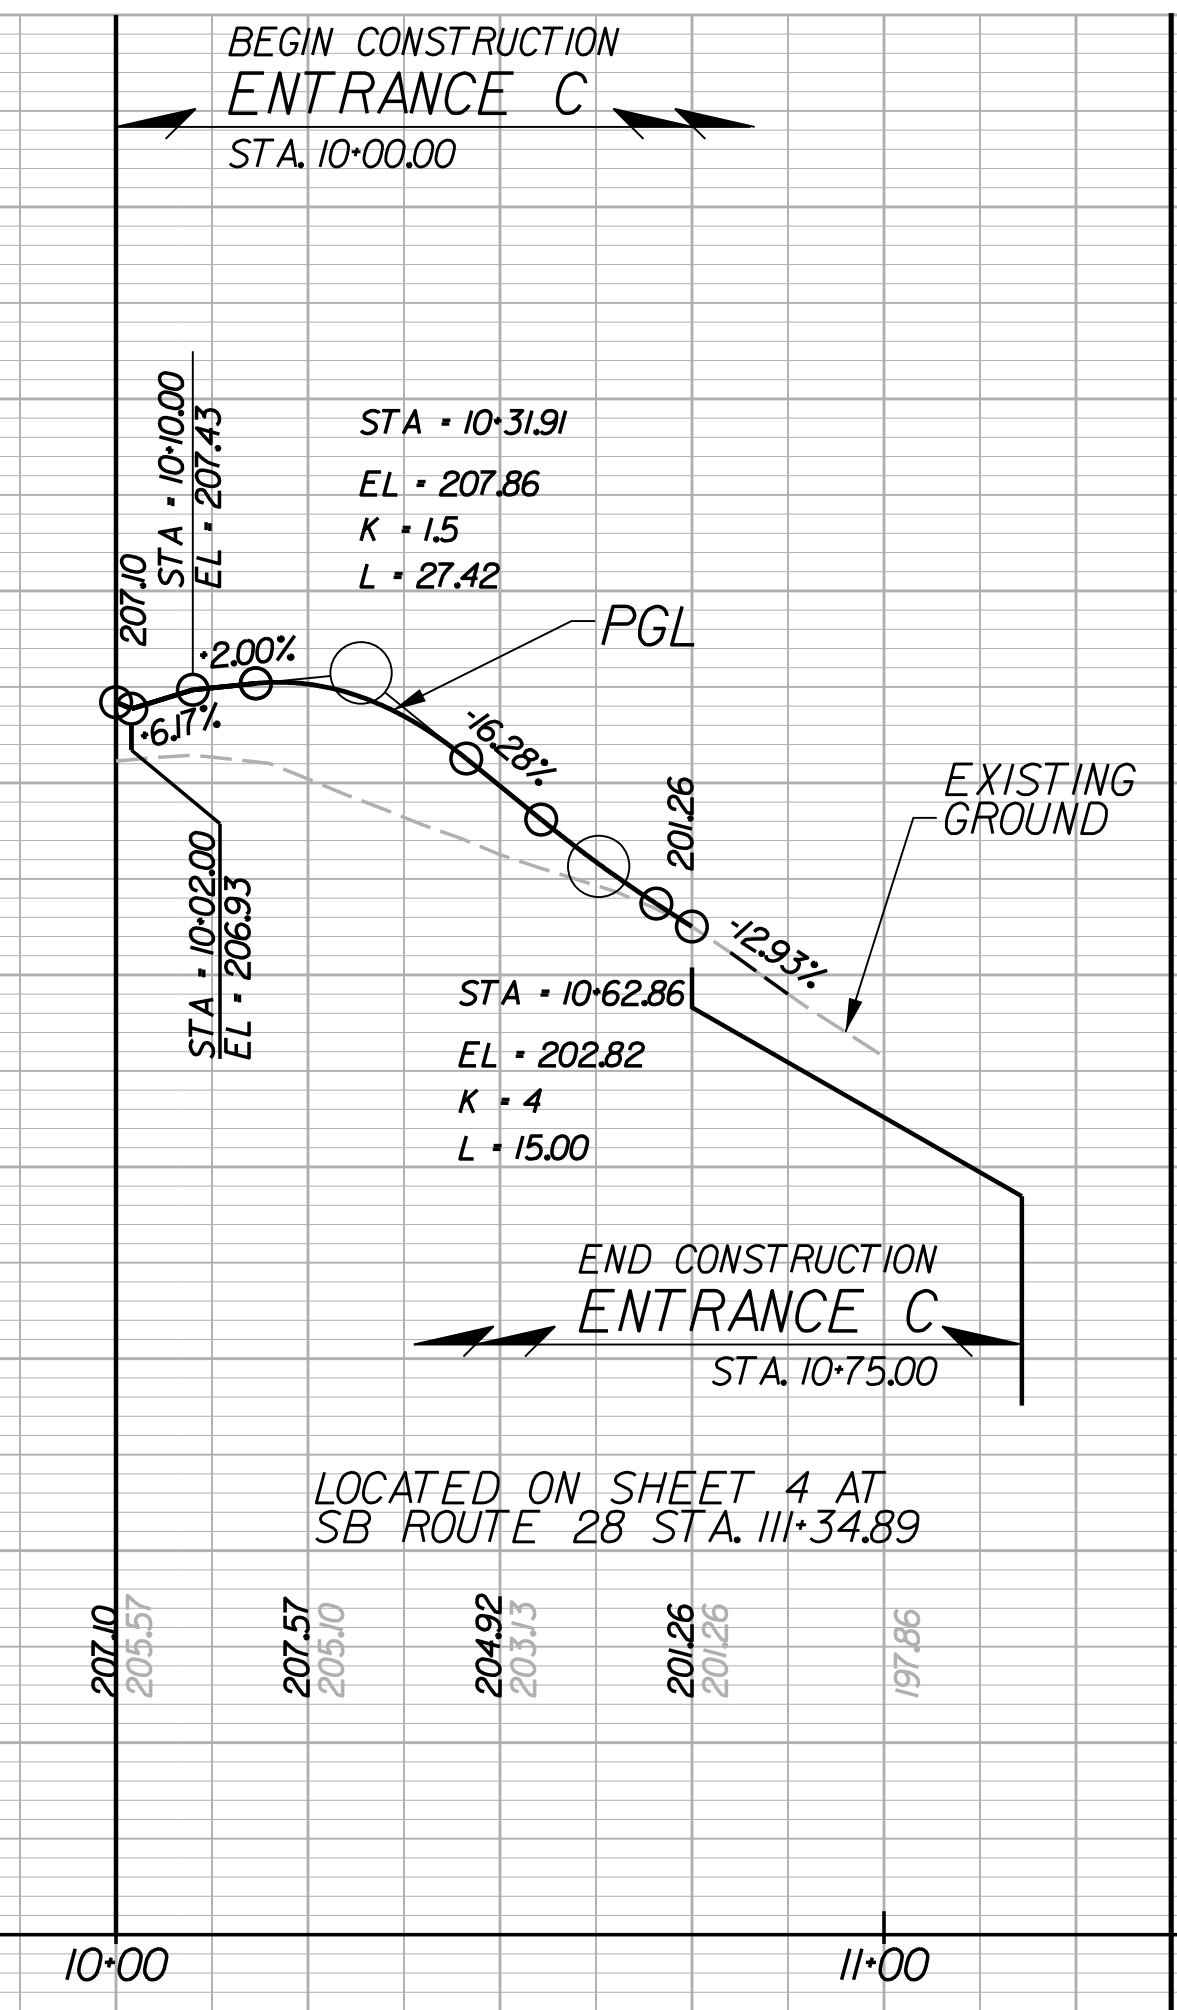 BEGIN CONSTRUCTION
ENTRANCE C
STA. 10+00.00
STA = 10+10.00
EL = 207.43
207.10
STA = 10+31.91
EL = 207.86
K = 1.5
L = 27.42
PGL
+2.00%
+6.17%
-16.28%
201.26
EXISTING
GROUND
-12.93%
STA = 10+02.00
EL = 206.93
STA = 10+62.86
EL = 202.82
K = 4
L = 15.00
END CONSTRUCTION
ENTRANCE C
STA. 10+75.00
LOCATED ON SHEET 4 AT
SB ROUTE 28 STA. 111+34.89
207.10
205.57
207.57
205.10
204.92
203.13
201.26
201.26
197.86
10+00
11+00